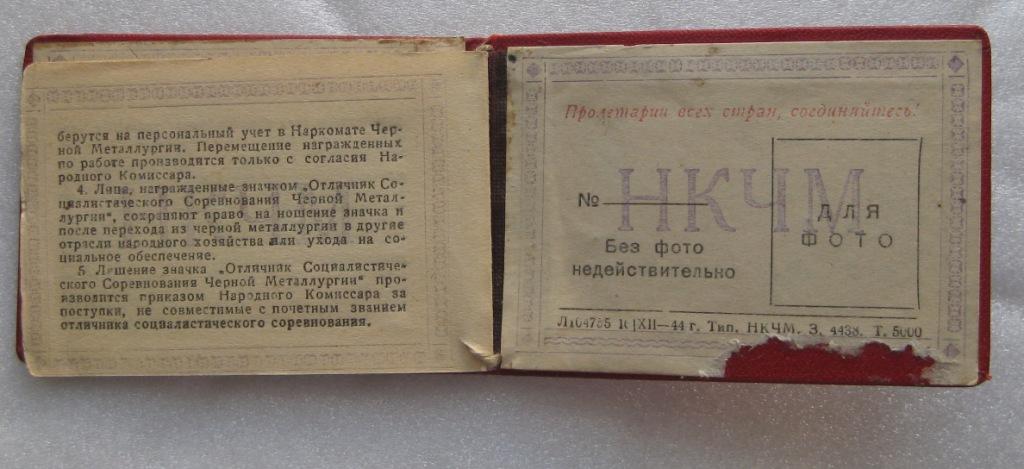 берутся на персональный учет в Наркомате Чер-
ной Металлургии. Перемещение награжденных
по работе производится только с согласия На-
родного Комиссара.
4. Лица, награжденные значком „Отличник Со-
циалистического Соревнования Черной Метал-
лургии“, сохраняют право на ношение значка и
после перехода из черной металлургии в другие
отрасли народного хозяйства или ухода на со-
циальное обеспечение.
5. Лишение значка „Отличник Социалистиче-
ского Соревнования Черной Металлургии“ про-
изводится приказом Народного Комиссара за
поступки, не совместимые с почетным званием
отличника социалистического соревнования.
Пролетарии всех стран, соединяйтесь!
НКЧМ
№
Без фото
недействительно
ДЛЯ
ФОТО
Л104785 16|XII—44 г. Тип. НКЧМ. З. 4438. Т. 5000